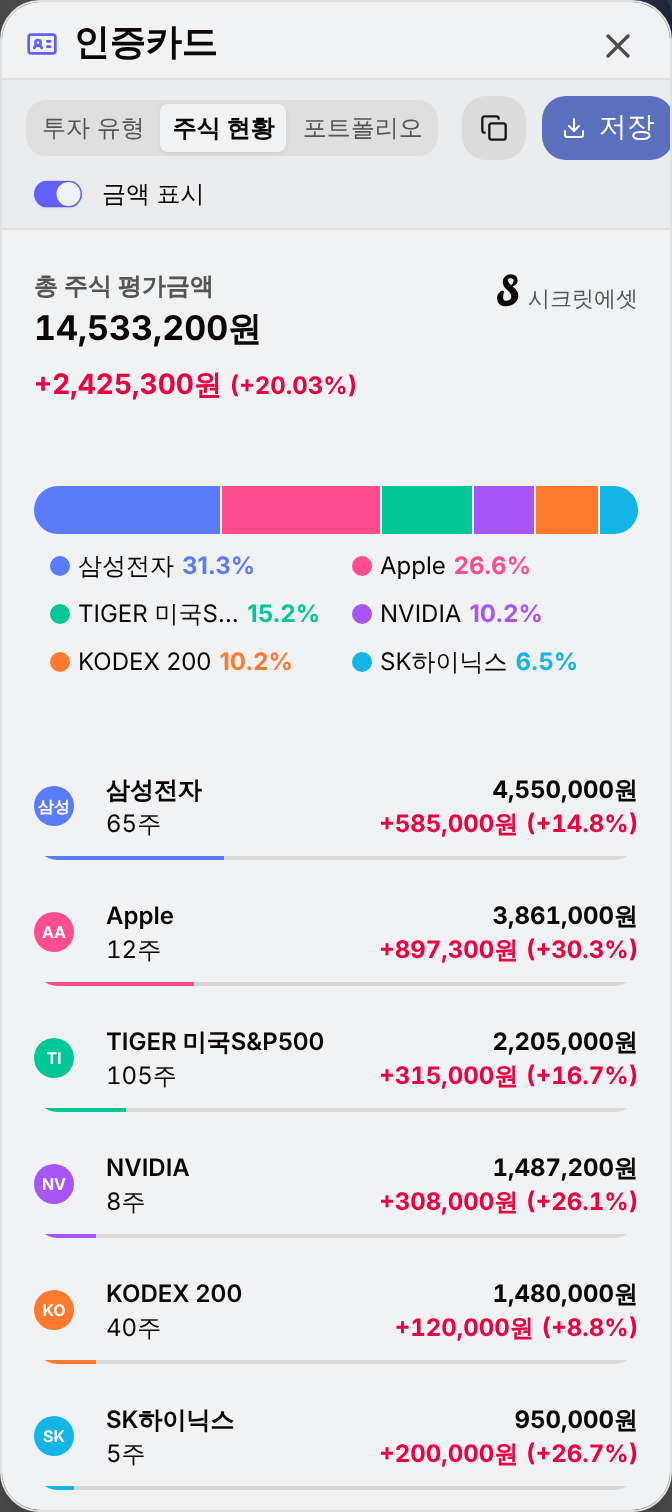 인증카드
투자 유형 주식 현황 포트폴리오 저장
금액 표시
총 주식 평가금액
S 시크릿에셋
14,533,200원
+2,425,300원 (+20.03%)
삼성전자 31.3% Apple 26.6%
TIGER 미국S... 15.2% NVIDIA 10.2%
KODEX 200 10.2% SK하이닉스 6.5%
삼성 삼성전자 4,550,000원
65주 +585,000원 (+14.8%)
AA Apple 3,861,000원
12주 +897,300원 (+30.3%)
TI TIGER 미국S&P500 2,205,000원
105주 +315,000원 (+16.7%)
NV NVIDIA 1,487,200원
8주 +308,000원 (+26.1%)
KO KODEX 200 1,480,000원
40주 +120,000원 (+8.8%)
SK SK하이닉스 950,000원
5주 +200,000원 (+26.7%)